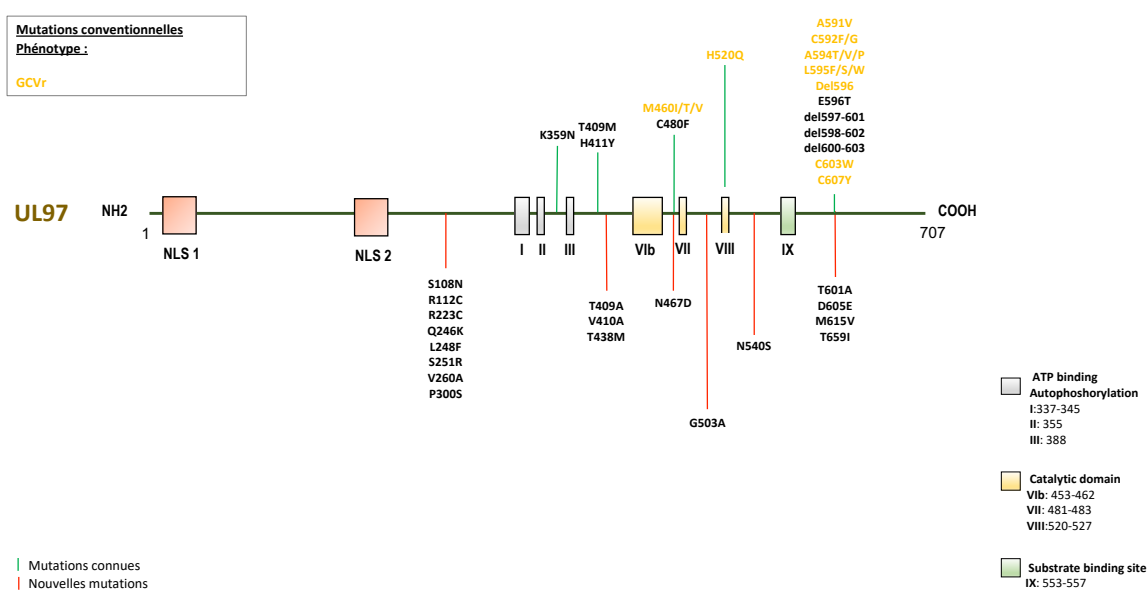 Mutations conventionnelles
Phénotype :
GCVr
A591V
C592F/G
A594T/V/P
L595F/S/W
Del596
E596T
del597-601
del598-602
del600-603
C603W
C607Y
H520Q
M460I/T/V
C480F
T409M
H411Y
K359N
UL97
NH2
COOH
1
707
NLS 1
NLS 2
I
II
III
VIb
VII
VIII
IX
S108N
R112C
R223C
Q246K
L248F
S251R
V260A
P300S
T409A
V410A
T438M
N467D
G503A
N540S
T601A
D605E
M615V
T659I
ATP binding
Autophoshorylation
I:337-345
II: 355
III: 388
Catalytic domain
VIb: 453-462
VII: 481-483
VIII:520-527
Substrate binding site
IX: 553-557
Mutations connues
Nouvelles mutations